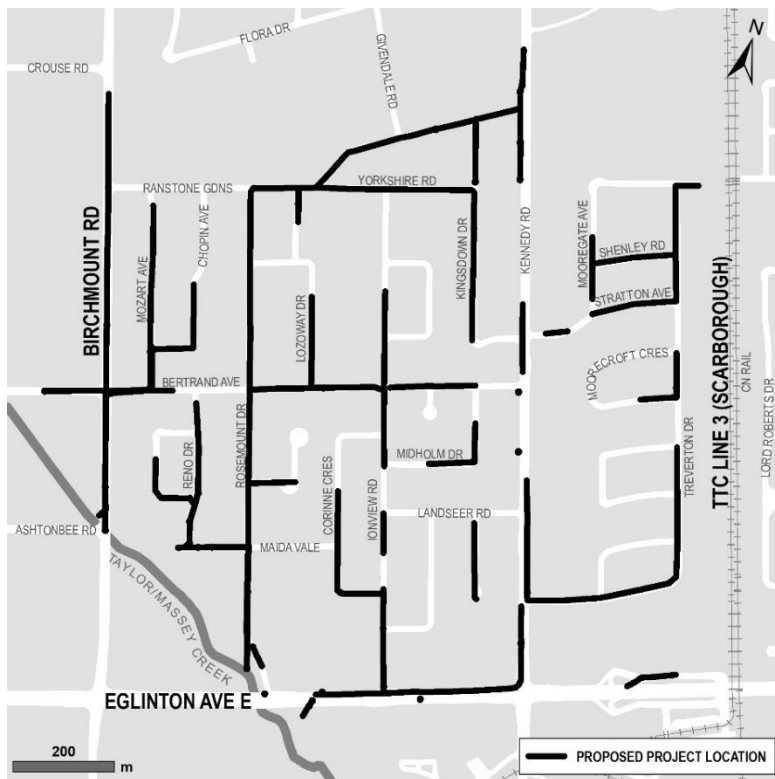 FLORA DR
GIVENDALE RD
N
CROUSE RD
RANSTONE GDNS
YORKSHIRE RD
BIRCHMOUNT RD
MOZART AVE
CHOPIN AVE
KINGSDOWN DR
KENNEDY RD
MOOREGATE AVE
SHENLEY RD
STRATTON AVE
LOZOWAY DR
MOORECROFT CRES
TTC LINE 3 (SCARBOROUGH)
CN RAIL
LORD ROBERTS DR
BERTRAND AVE
RENO DR
ROSEMOUNT DR
CORINNE CRES
IONVIEW RD
MIDHOLM DR
LANDSEER RD
TREVERTON DR
ASHTONBEE RD
MAIDA VALE
TAYLOR/MASSEY CREEK
EGLINTON AVE E
200
m
PROPOSED PROJECT LOCATION